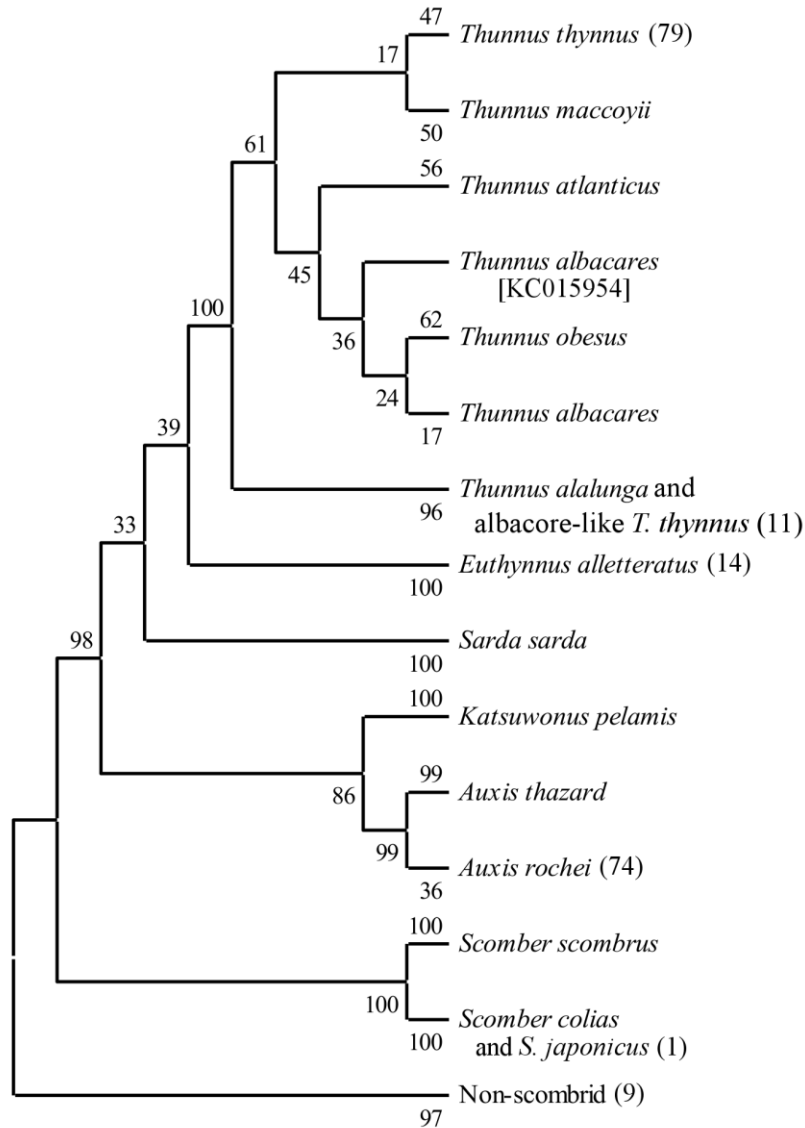 47
Thunnus thynnus (79)
17
Thunnus maccoyii
50
61
56
Thunnus atlanticus
Thunnus albacares
[KC015954]
45
100
62
36
Thunnus obesus
24
Thunnus albacares
17
39
Thunnus alalunga and
96
albacore-like T. thynnus (11)
33
Euthynnus alletteratus (14)
100
98
Sarda sarda
100
100
Katsuwonus pelamis
86
99
Auxis thazard
99
Auxis rochei (74)
36
100
Scomber scombrus
100
Scomber colias
100
and S. japonicus (1)
Non-scombrid (9)
97